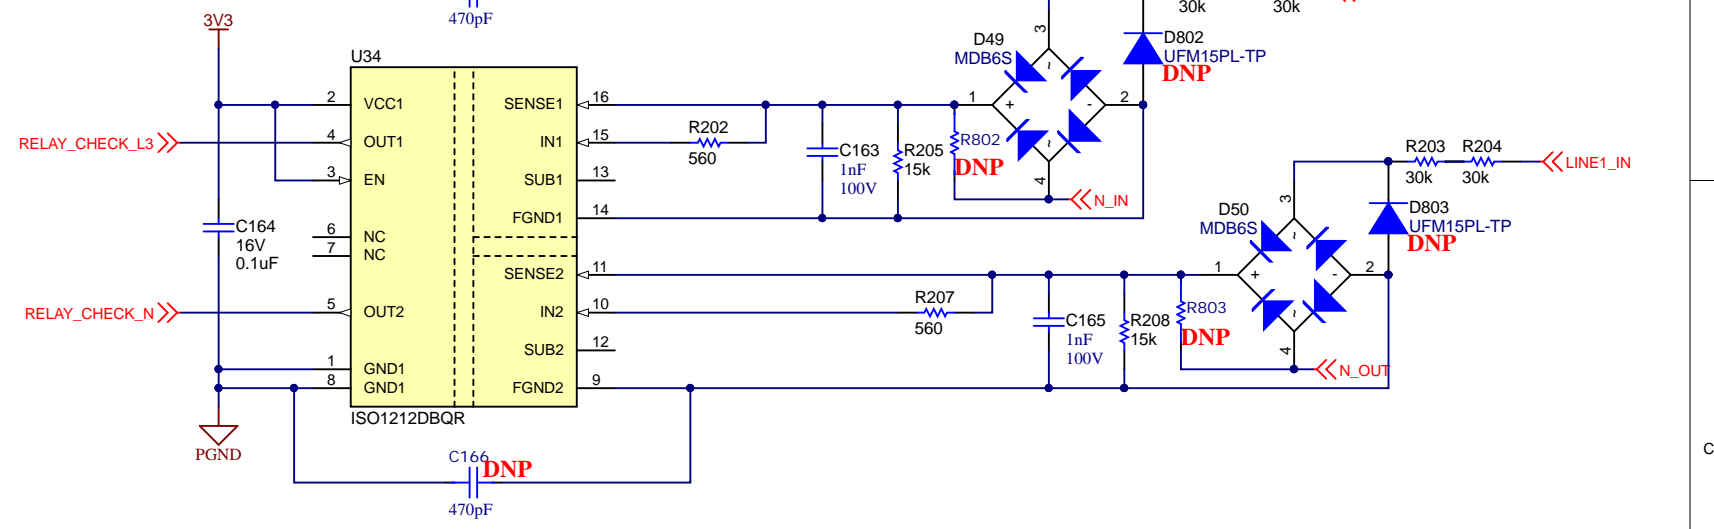 470pF
30k
30k
3V3
U34
D49
MDB6S
3
~
D802
UFM15PL-TP
DNP
2
VCC1
SENSE1
16
1
+
-
2
RELAY_CHECK_L3
4
OUT1
IN1
15
R202
560
C163
1nF
100V
R205
15k
R802
DNP
~
4
3
EN
SUB1
13
FGND1
14
N_IN
R203
30k
R204
30k
LINE1_IN
C164
16V
0.1uF
6
NC
7
NC
D50
MDB6S
3
~
D803
UFM15PL-TP
DNP
SENSE2
11
1
+
-
2
RELAY_CHECK_N
5
OUT2
IN2
10
R207
560
C165
1nF
100V
R208
15k
R803
DNP
~
4
SUB2
12
1
GND1
8
GND1
FGND2
9
N_OUT
ISO1212DBQR
PGND
C166
DNP
470pF
C